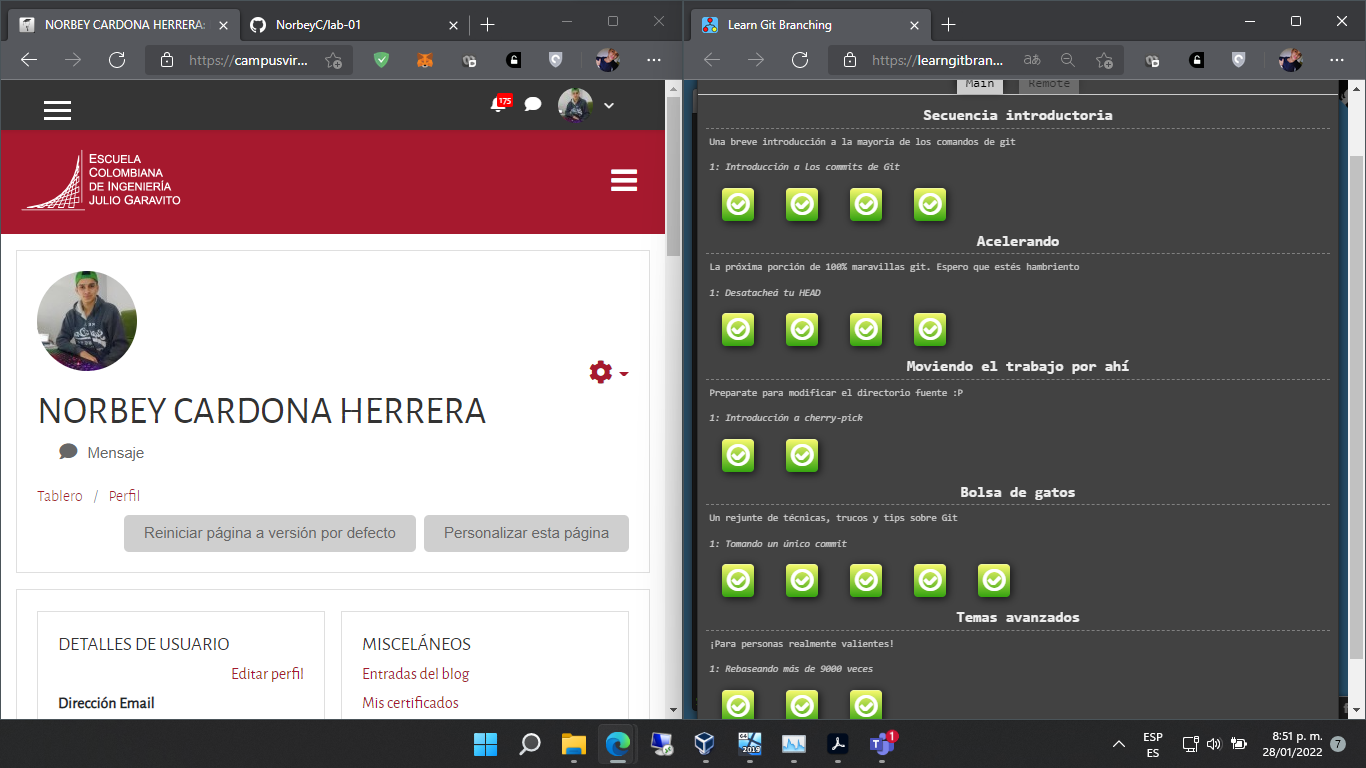 NORBEY CARDONA HERRERA:
NorbeyC/lab-01
https://campusvir...
175
ESCUELA
COLOMBIANA
DE INGENIERÍA
JULIO GARAVITO
NORBEY CARDONA HERRERA
Mensaje
Tablero / Perfil
Reiniciar página a versión por defecto
Personalizar esta página
DETALLES DE USUARIO
Editar perfil
Dirección Email
MISCELÁNEOS
Entradas del blog
Mis certificados
Learn Git Branching
https://learngitbran...
Main
Remote
Secuencia introductoria
Una breve introducción a la mayoría de los comandos de git
1: Introducción a los commits de Git
Acelerando
La próxima porción de 100% maravillas git. Espero que estés hambriento
1: Desatacheá tu HEAD
Moviendo el trabajo por ahí
Preparate para modificar el directorio fuente :P
1: Introducción a cherry-pick
Bolsa de gatos
Un rejunte de técnicas, trucos y tips sobre Git
1: Tomando un único commit
Temas avanzados
¡Para personas realmente valientes!
1: Rebaseando más de 9000 veces
64
2019
1
ESP
ES
8:51 p. m.
28/01/2022
7